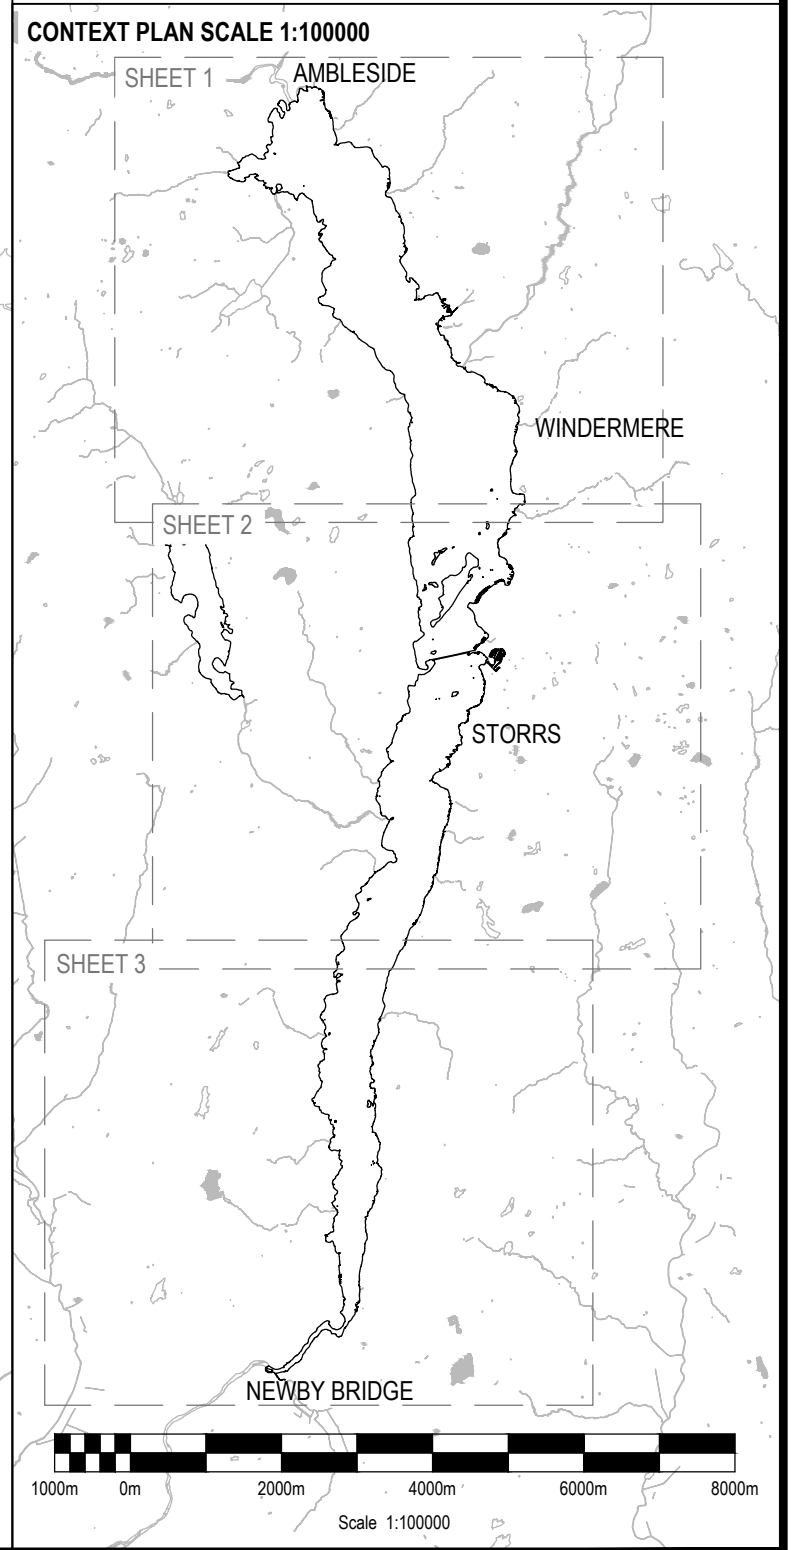 CONTEXT PLAN SCALE 1:100000
SHEET 1
AMBLESIDE
WINDERMERE
SHEET 2
STORRS
SHEET 3
NEWBY BRIDGE
1000m 0m 2000m 4000m 6000m 8000m
Scale 1:100000